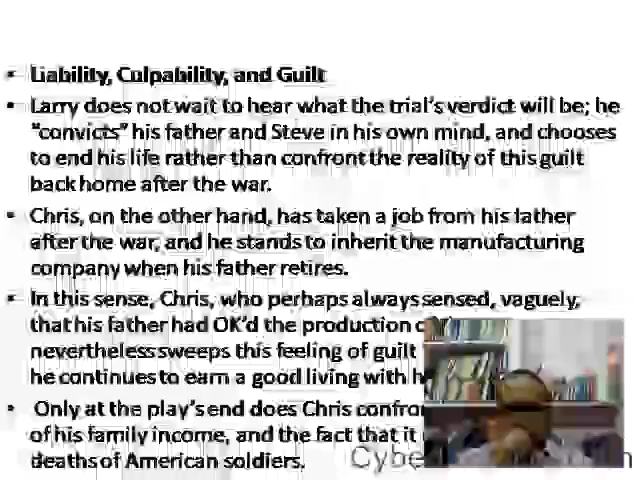 Liability, Culpability, and Guilt
Larry does not wait to hear what the trial's verdict will be; he
"convicts" his father and Steve in his own mind, and chooses
to end his life rather than confront the reality of this guilt
back home after the war.
Chris, on the other hand, has taken a job from his father
after the war, and he stands to inherit the manufacturing
company when his father retires.
In this sense, Chris, who perhaps always sensed, vaguely,
that his father had OK'd the production
nevertheless sweeps this feeling of guilt
he continues to earn a good living with
Only at the play's end does Chris
of his family income, and the fact that it
deaths of American soldiers.